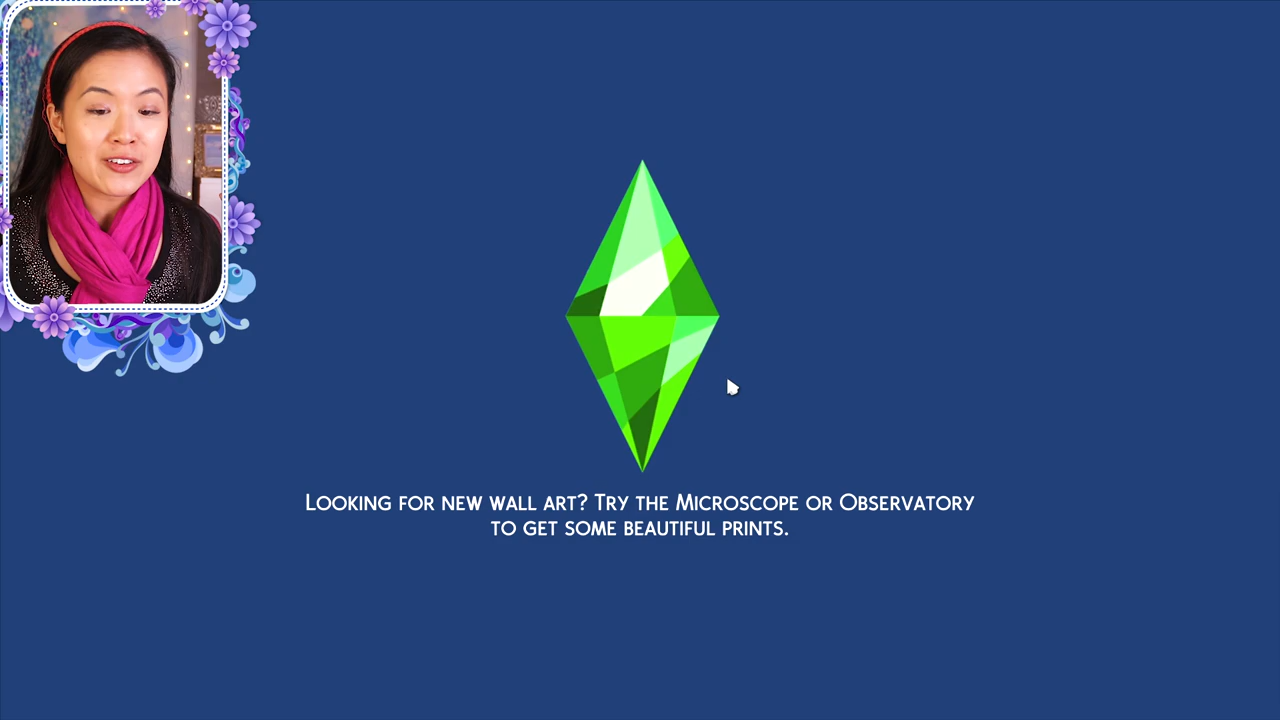 Looking for new wall art? Try the Microscope or Observatory
to get some beautiful prints.